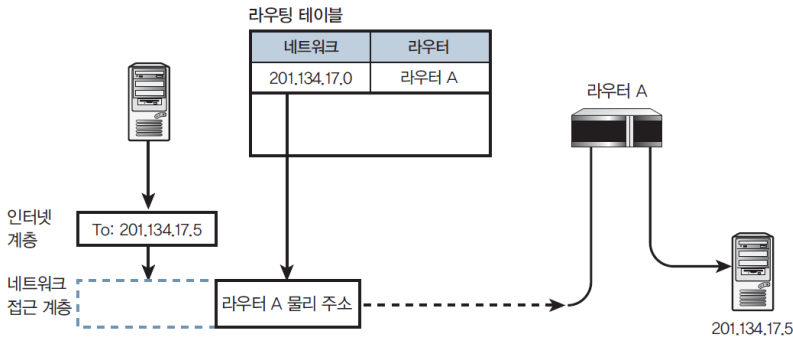 라우팅 테이블
네트워크 라우터
201.134.17.0 라우터 A
라우터 A
인터넷
계층
To: 201.134.17.5
네트워크
접근 계층
라우터 A 물리 주소
201.134.17.5